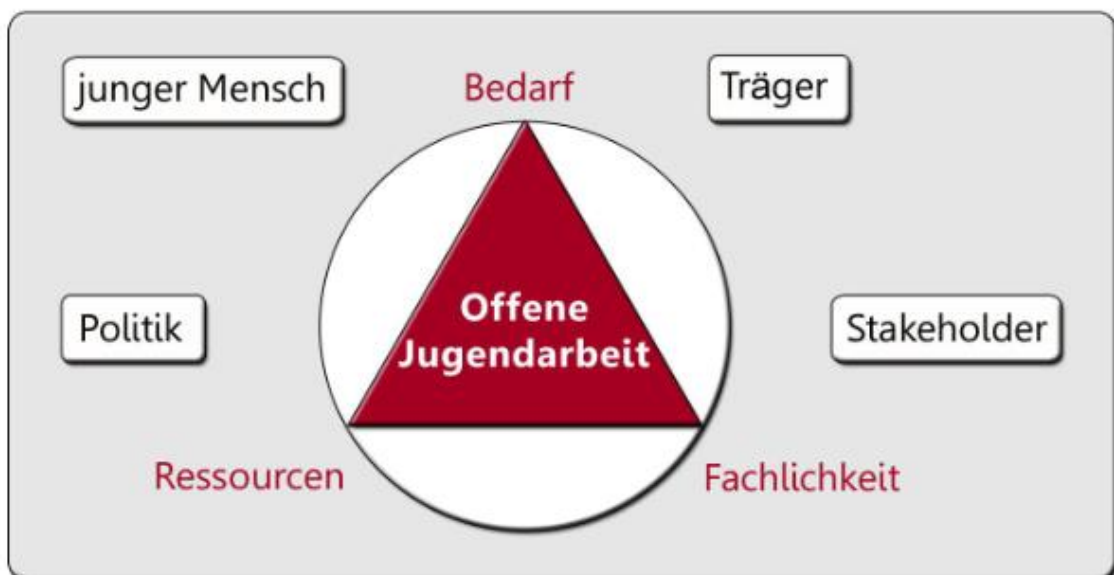 junger Mensch
Bedarf
Träger
Politik
Offene
Jugendarbeit
Stakeholder
Ressourcen
Fachlichkeit